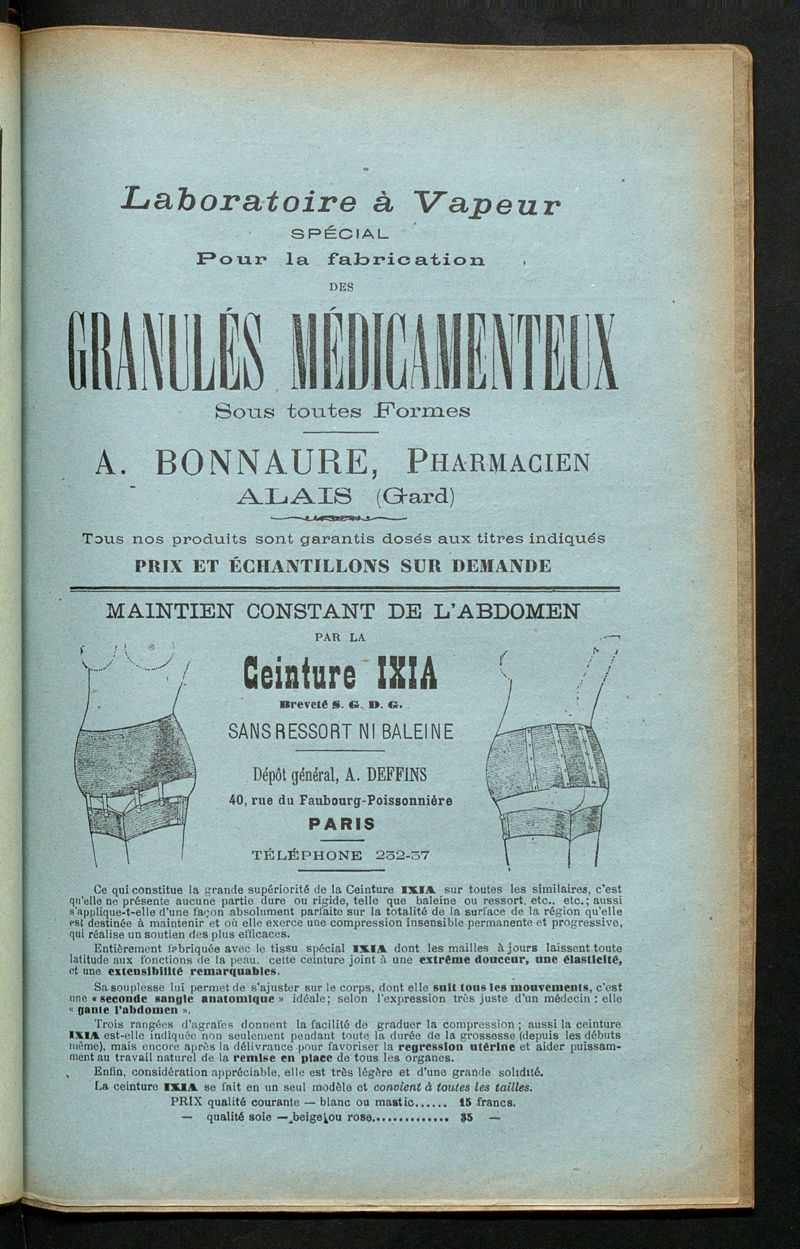 Laboratoire à Vapeur
SPÉCIAL
Pour la fabrication
DES
GRANULÉS MÉDICAMENTEUX
Sous toutes Formes
A. BONNAURE, PHARMACIEN
ALAIS (Gard)
Tous nos produits sont garantis dosés aux titres indiqués
PRIX ET ÉCHANTILLONS SUR DEMANDE
MAINTIEN CONSTANT DE L'ABDOMEN
PAR LA
Ceinture IXIA
Breveté S. G. D. G.
SANS RESSORT NI BALEINE
Dépôt général, A. DEFFINS
40, rue du Faubourg-Poissonnière
PARIS
TÉLÉPHONE 232-37
Ce qui constitue la grande supériorité de la Ceinture IXIA sur toutes les similaires, c'est
qu'elle ne présente aucune partie dure ou rigide, telle que baleine ou ressort, etc., etc.; aussi
s'applique-t-elle d'une façon absolument parfaite sur la totalité de la surface de la région qu'elle
est destinée à maintenir et où elle exerce une compression insensible permanente et progressive,
qui réalise un soutien des plus efficaces.
Entièrement fabriquée avec le tissu spécial IXIA dont les mailles à jours laissent toute
latitude aux fonctions de la peau, cette ceinture joint à une extrême douceur, une élasticité,
et une extensibilité remarquables.
Sa souplesse lui permet de s'ajuster sur le corps, dont elle suit tous les mouvements, c'est
une « seconde sangle anatomique » idéale; selon l'expression très juste d'un médecin : elle
« gante l'abdomen ».
Trois rangées d'agrafes donnent la facilité de graduer la compression ; aussi la ceinture
IXIA est-elle indiquée non seulement pendant toute la durée de la grossesse (depuis les débuts
même), mais encore après la délivrance pour favoriser la regression utérine et aider puissam-
ment au travail naturel de la remise en place de tous les organes.
Enfin, considération appréciable, elle est très légère et d'une grande solidité.
La ceinture IXIA se fait en un seul modèle et convient à toutes les tailles.
PRIX qualité courante — blanc ou mastic...... 15 francs.
— qualité soie — beige ou rose............. 35 —